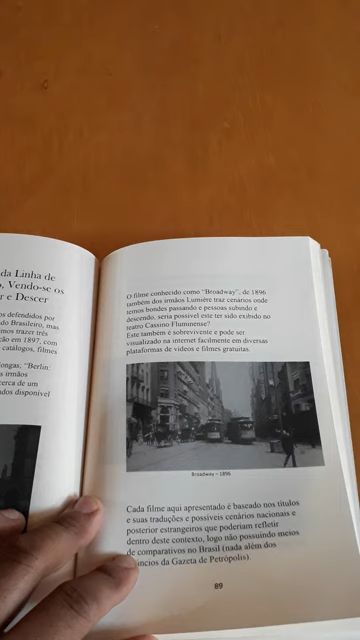 da Linha de
o, Vendo-se os
r e Descer
os defendidos por
do Brasileiro, mas
emos trazer três
ção em 1897, com
catálogos, filmes
ongas, "Berlin:
s irmãos
cerca de um
ndos disponível
O filme conhecido como "Broadway", de 1896
também dos irmãos Lumière traz cenários onde
temos bondes passando e pessoas subindo e
descendo, seria possível este ter sido exibido no
teatro Cassino Fluminense?
Este também é sobrevivente e pode ser
visualizado na internet facilmente em diversas
plataformas de vídeos e filmes gratuitas.
Broadway - 1896
Cada filme aqui apresentado é baseado nos títulos
e suas traduções e possíveis cenários nacionais e
posterior estrangeiros que poderiam refletir
dentro deste contexto, logo não possuindo meios
de comparativos no Brasil (nada além dos
núncios da Gazeta de Petrópolis).
89